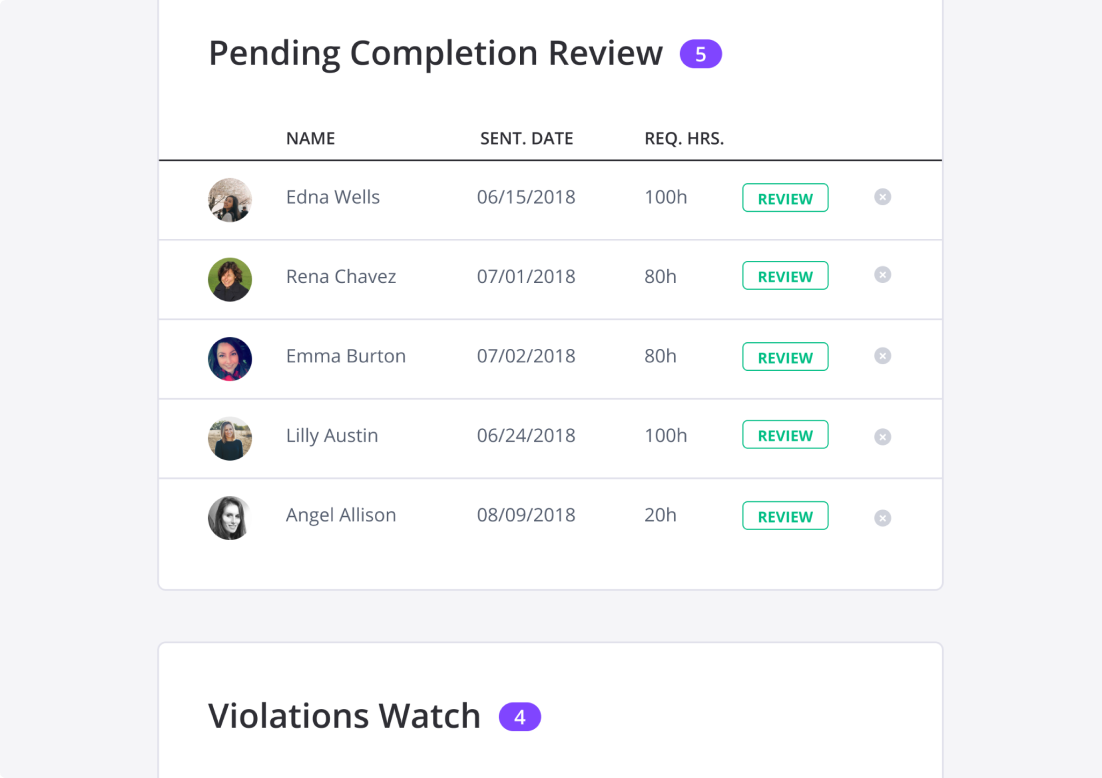 Pending Completion Review 5
NAME SENT. DATE REQ. HRS.
Edna Wells 06/15/2018 100h REVIEW
Rena Chavez 07/01/2018 80h REVIEW
Emma Burton 07/02/2018 80h REVIEW
Lilly Austin 06/24/2018 100h REVIEW
Angel Allison 08/09/2018 20h REVIEW
Violations Watch 4